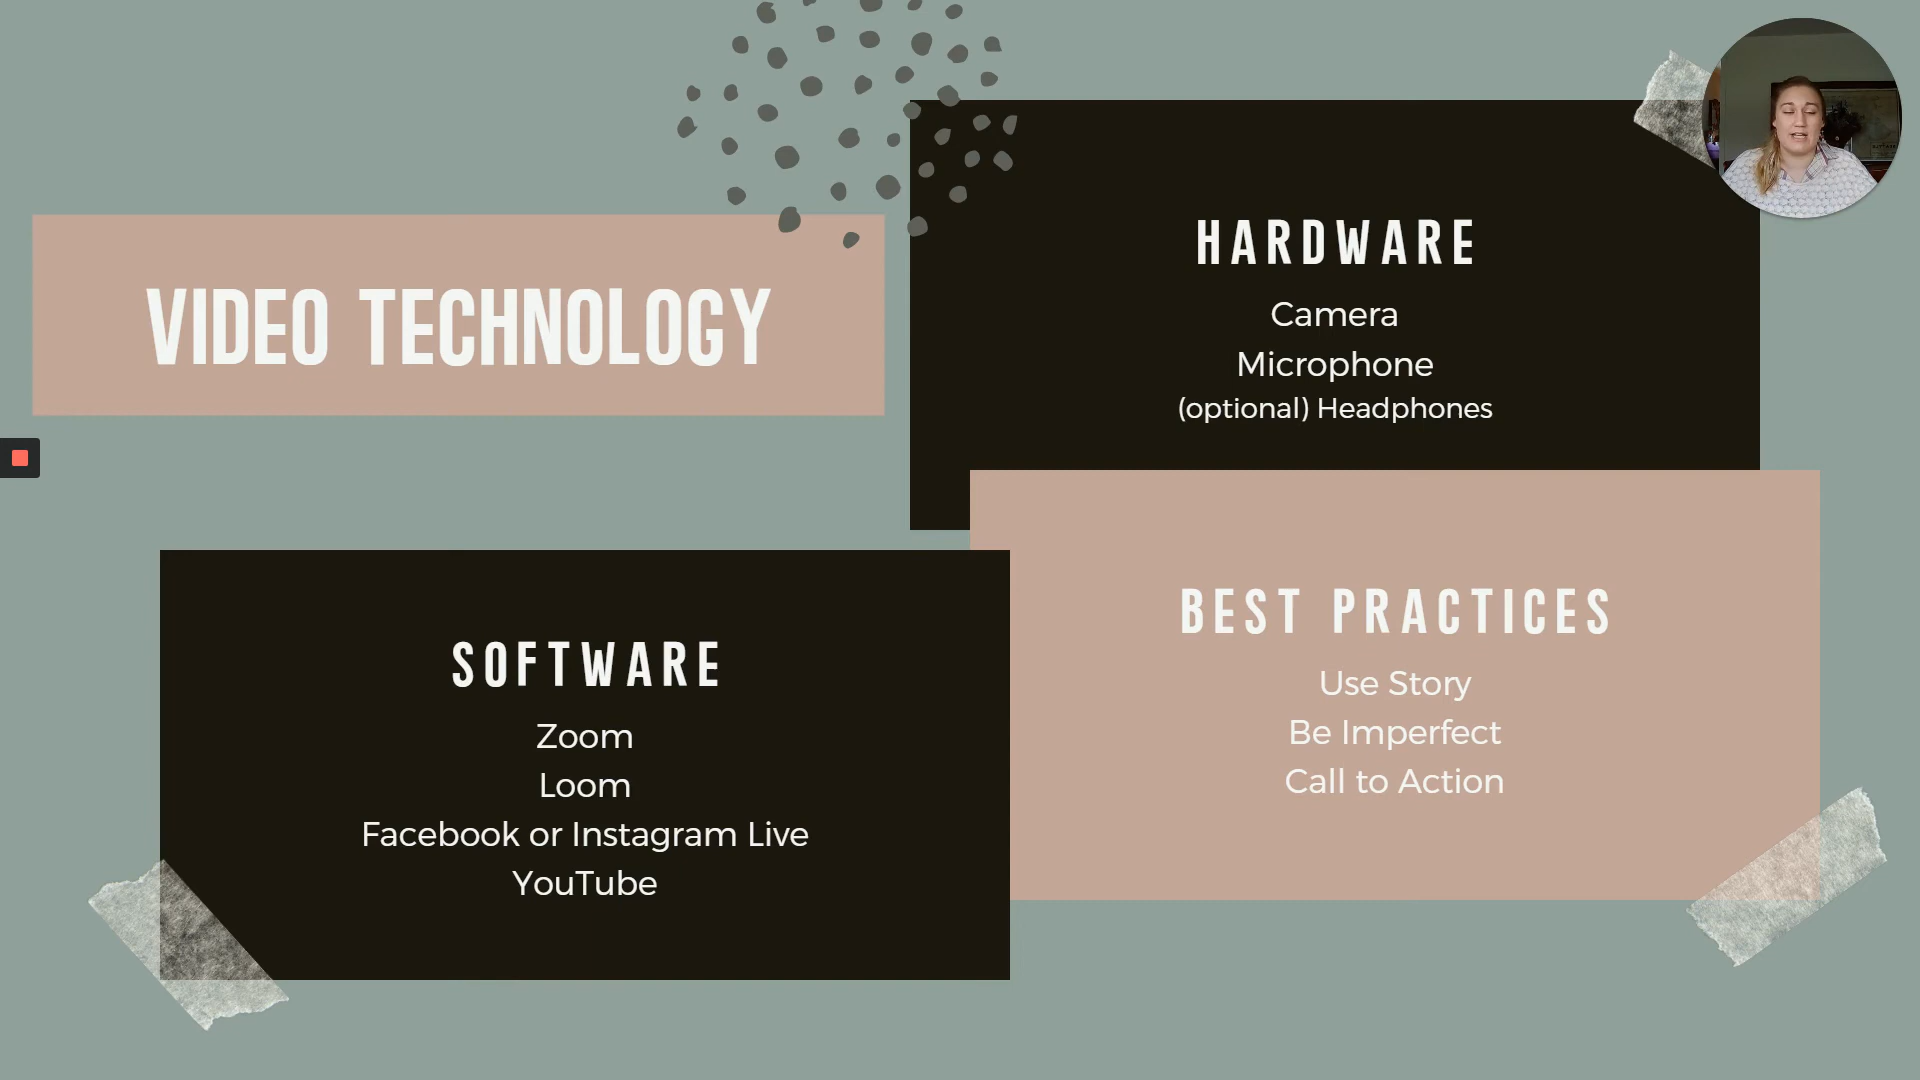 VIDEO TECHNOLOGY
HARDWARE
Camera
Microphone
(optional) Headphones
SOFTWARE
Zoom
Loom
Facebook or Instagram Live
YouTube
BEST PRACTICES
Use Story
Be Imperfect
Call to Action